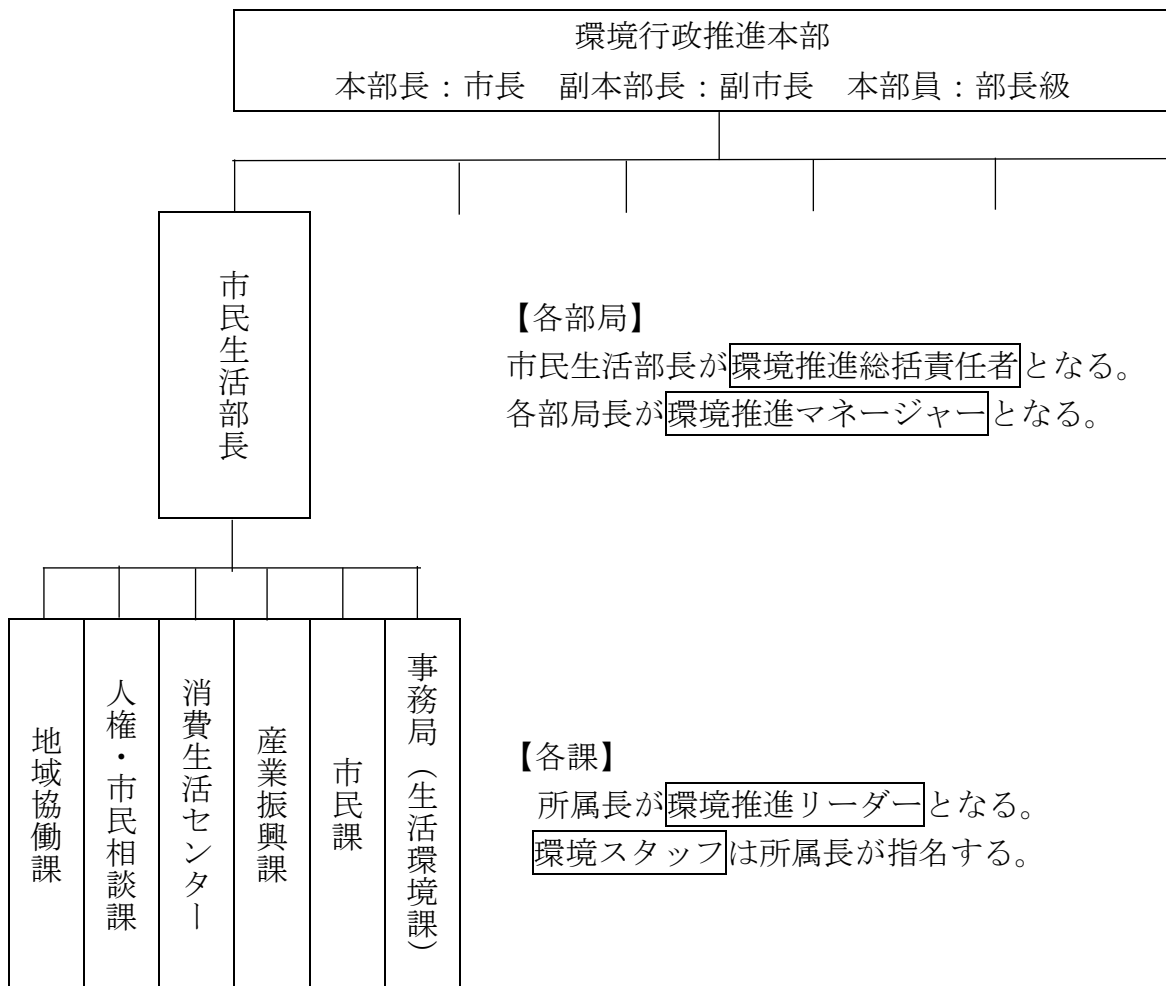 環境行政推進本部
本部長：市長　副本部長：副市長　本部員：部長級
市民生活部長
【各部局】
市民生活部長が環境推進総括責任者となる。
各部局長が環境推進マネージャーとなる。
地域協働課
人権・市民相談課
消費生活センター
産業振興課
市民課
事務局（生活環境課）
【各課】
所属長が環境推進リーダーとなる。
環境スタッフは所属長が指名する。